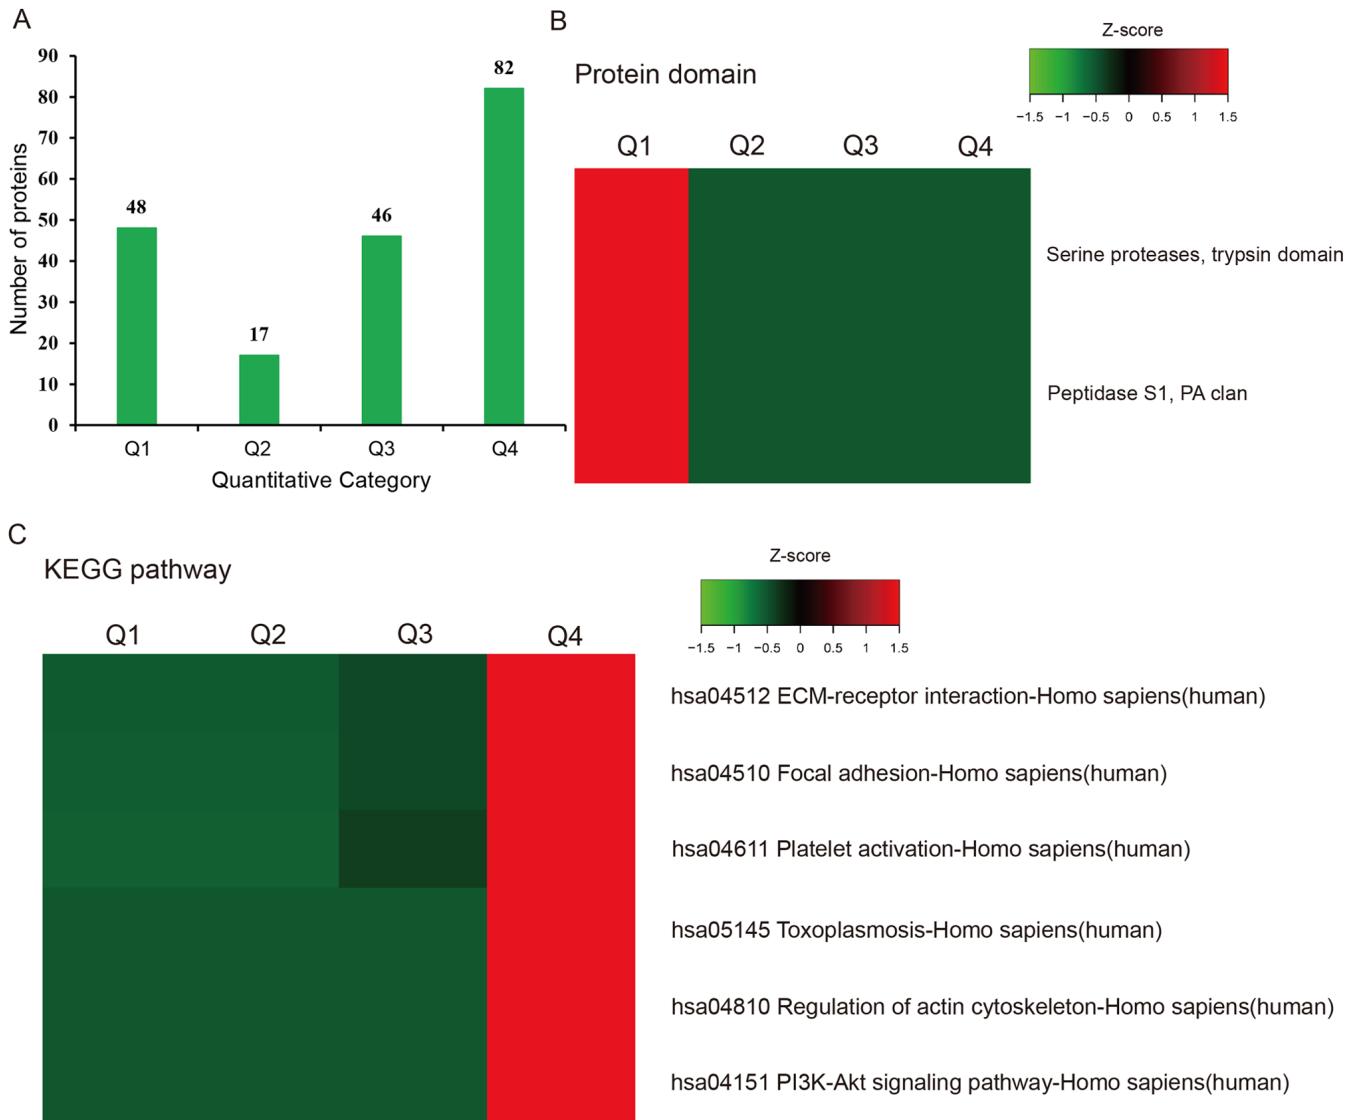 A
90
80
70
60
50
40
30
20
10
0
Number of proteins
48
17
46
82
Q1 Q2 Q3 Q4
Quantitative Category
B
Protein domain
Z-score
−1.5 −1 −0.5 0 0.5 1 1.5
Q1 Q2 Q3 Q4
Serine proteases, trypsin domain
Peptidase S1, PA clan
C
KEGG pathway
Z-score
−1.5 −1 −0.5 0 0.5 1 1.5
Q1 Q2 Q3 Q4
hsa04512 ECM-receptor interaction-Homo sapiens(human)
hsa04510 Focal adhesion-Homo sapiens(human)
hsa04611 Platelet activation-Homo sapiens(human)
hsa05145 Toxoplasmosis-Homo sapiens(human)
hsa04810 Regulation of actin cytoskeleton-Homo sapiens(human)
hsa04151 PI3K-Akt signaling pathway-Homo sapiens(human)